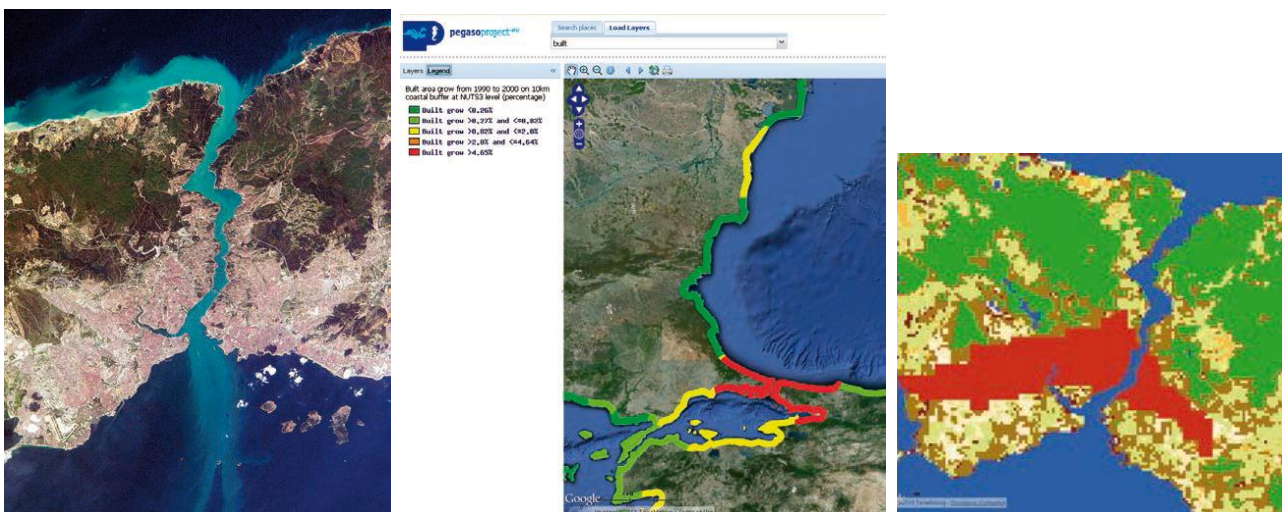 pegasoproject.eu
Search places Load Layers
built
Layers Legend «
Built area grow from 1990 to 2000 on 10km
coastal buffer at NUTS3 level (percentage)
Built grow <0.26%
Built grow >0.27% and <=0.82%
Built grow >0.82% and <=2.0%
Built grow >2.0% and <=4.64%
Built grow >4.65%
Google